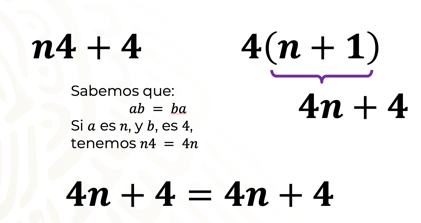 n4 + 4
4(n + 1)
Sabemos que:
ab = ba
Si a es n, y b, es 4,
tenemos n4 = 4n
4n + 4
4n + 4 = 4n + 4